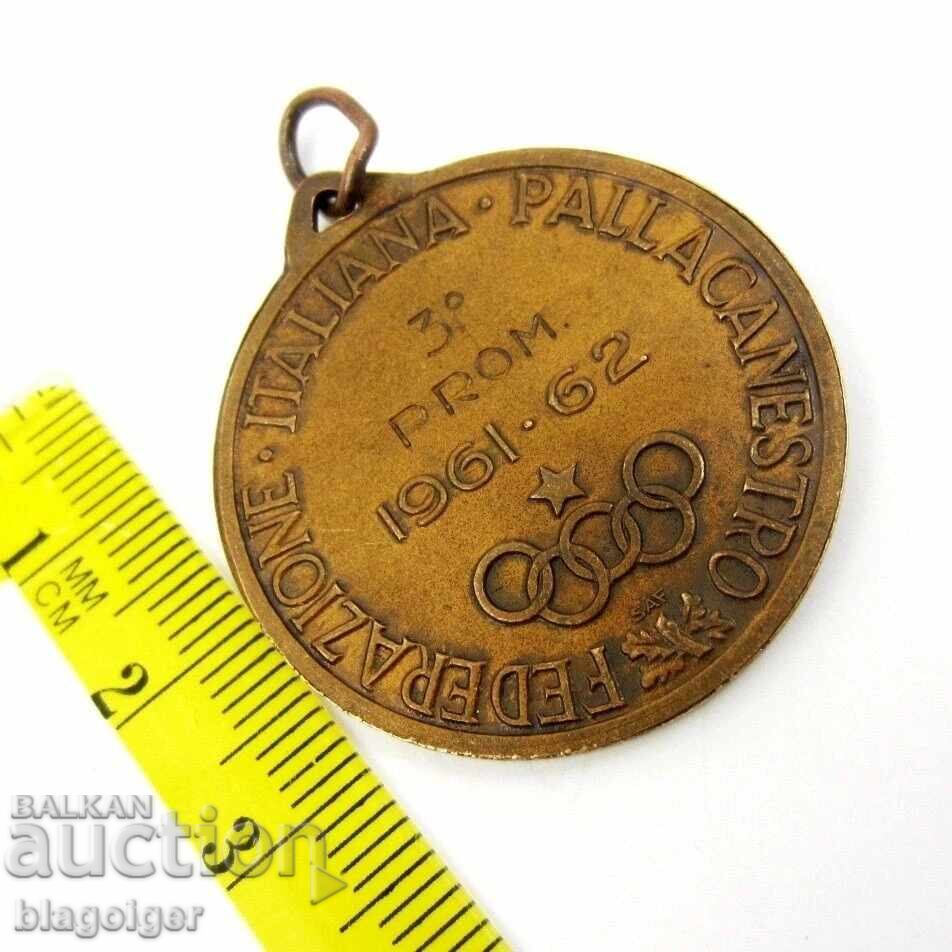 FEDERAZIONE · ITALIANA · PALLACANESTRO
3°
PROM.
1961·62
SAF
1
MM
CM
2
3
BALKAN
auction
blagoiger